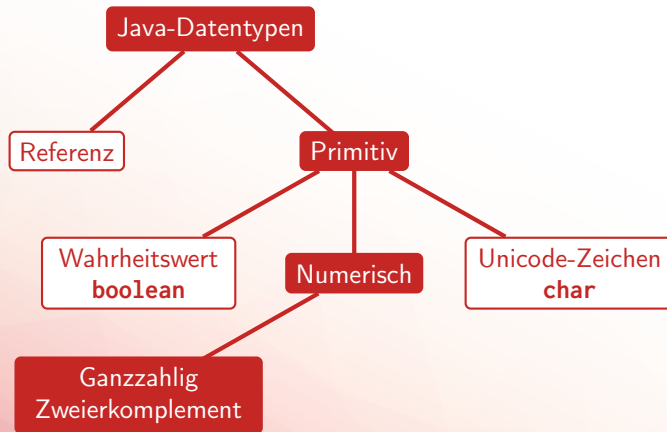 Java-Datentypen
Referenz
Primitiv
Wahrheitswert
boolean
Numerisch
Unicode-Zeichen
char
Ganzzahlig
Zweierkomplement